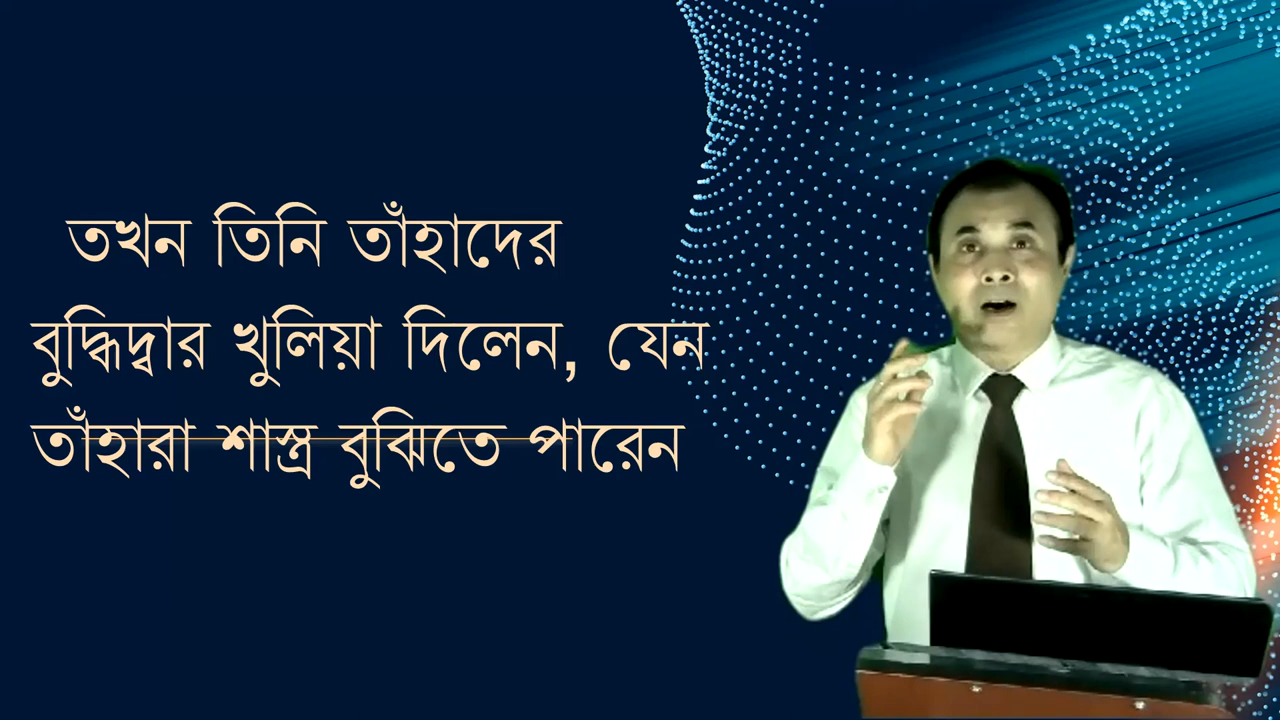 তখন তিনি তাঁহাদের
বুদ্ধিদ্বার খুলিয়া দিলেন, যেন
তাঁহারা শাস্ত্র বুঝিতে পারেন